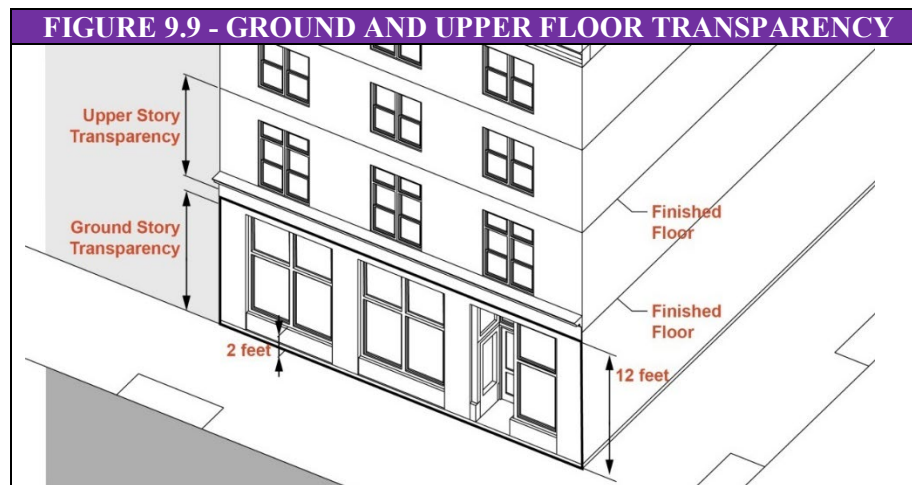 FIGURE 9.9 - GROUND AND UPPER FLOOR TRANSPARENCY
Upper Story
Transparency
Ground Story
Transparency
Finished
Floor
Finished
Floor
2 feet
12 feet